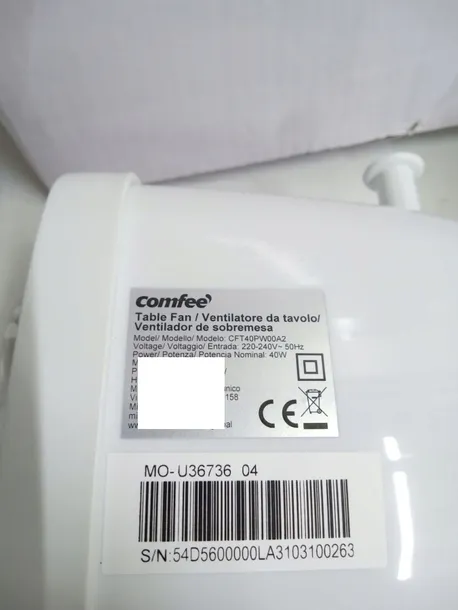 comfee'
Table Fan / Ventilatore da tavolo/
Ventilador de sobremesa
Model/ Modello/ Modelo: CFT40PW00A2
Voltage/ Voltaggio/ Entrada: 220-240V~ 50Hz
Power/ Potenza/ Potencia Nominal: 40W
158
CE
MO-U36736 04
S/N:54D5600000LA3103100263